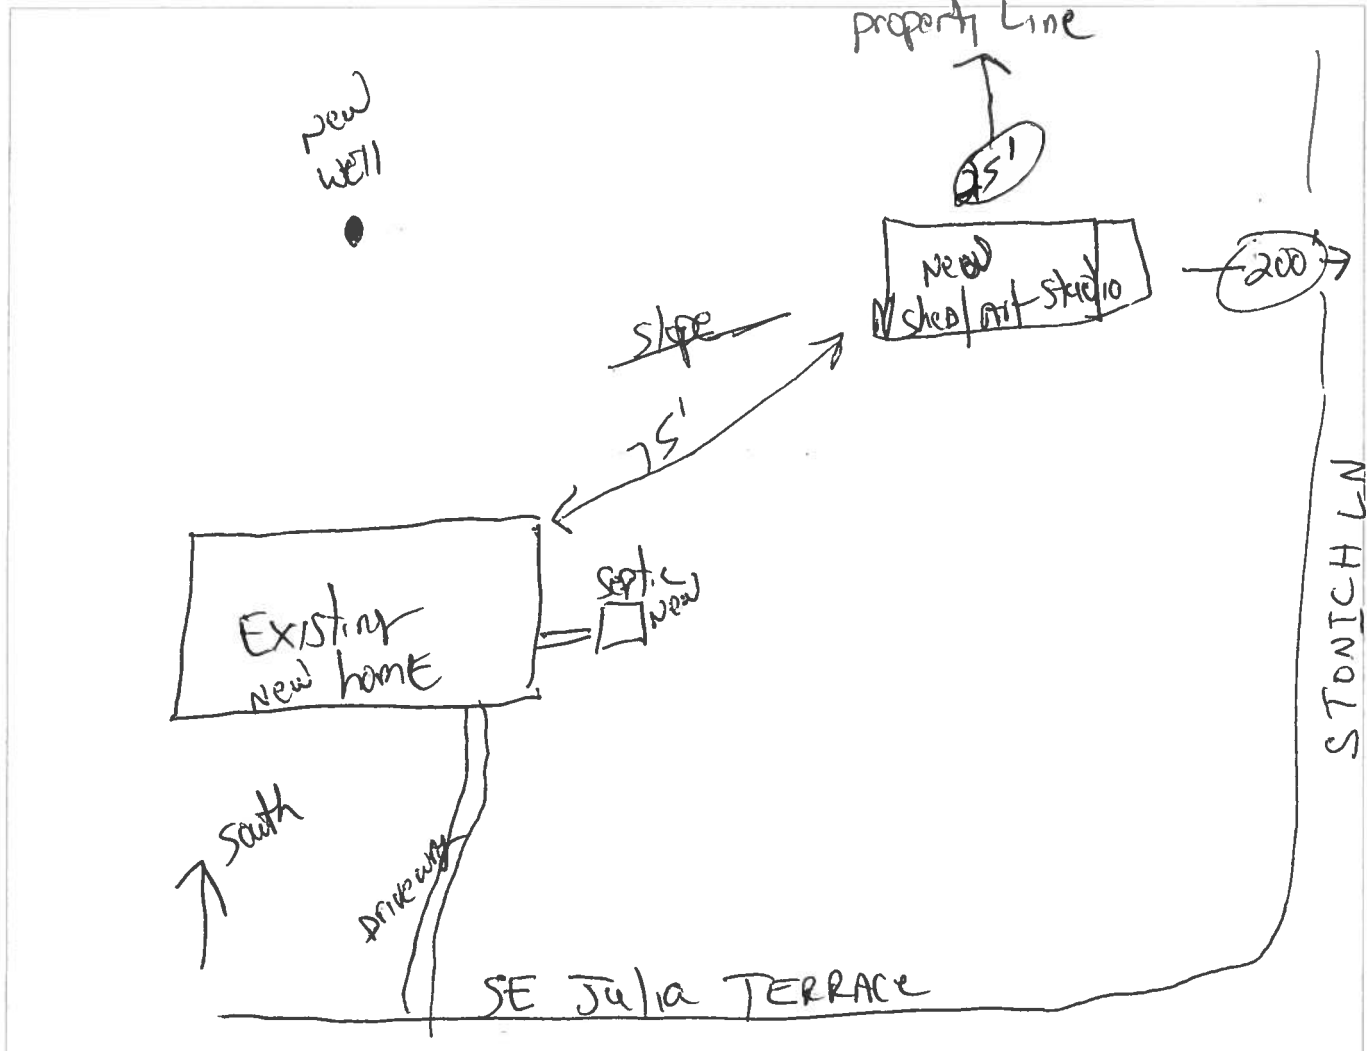 property Line
New
Well
25'
New
Shed/Art Studio
200'
slope
75'
STONICH LN
Septic
New
Existing
New home
South
Driveway
SE Julia TERRACE